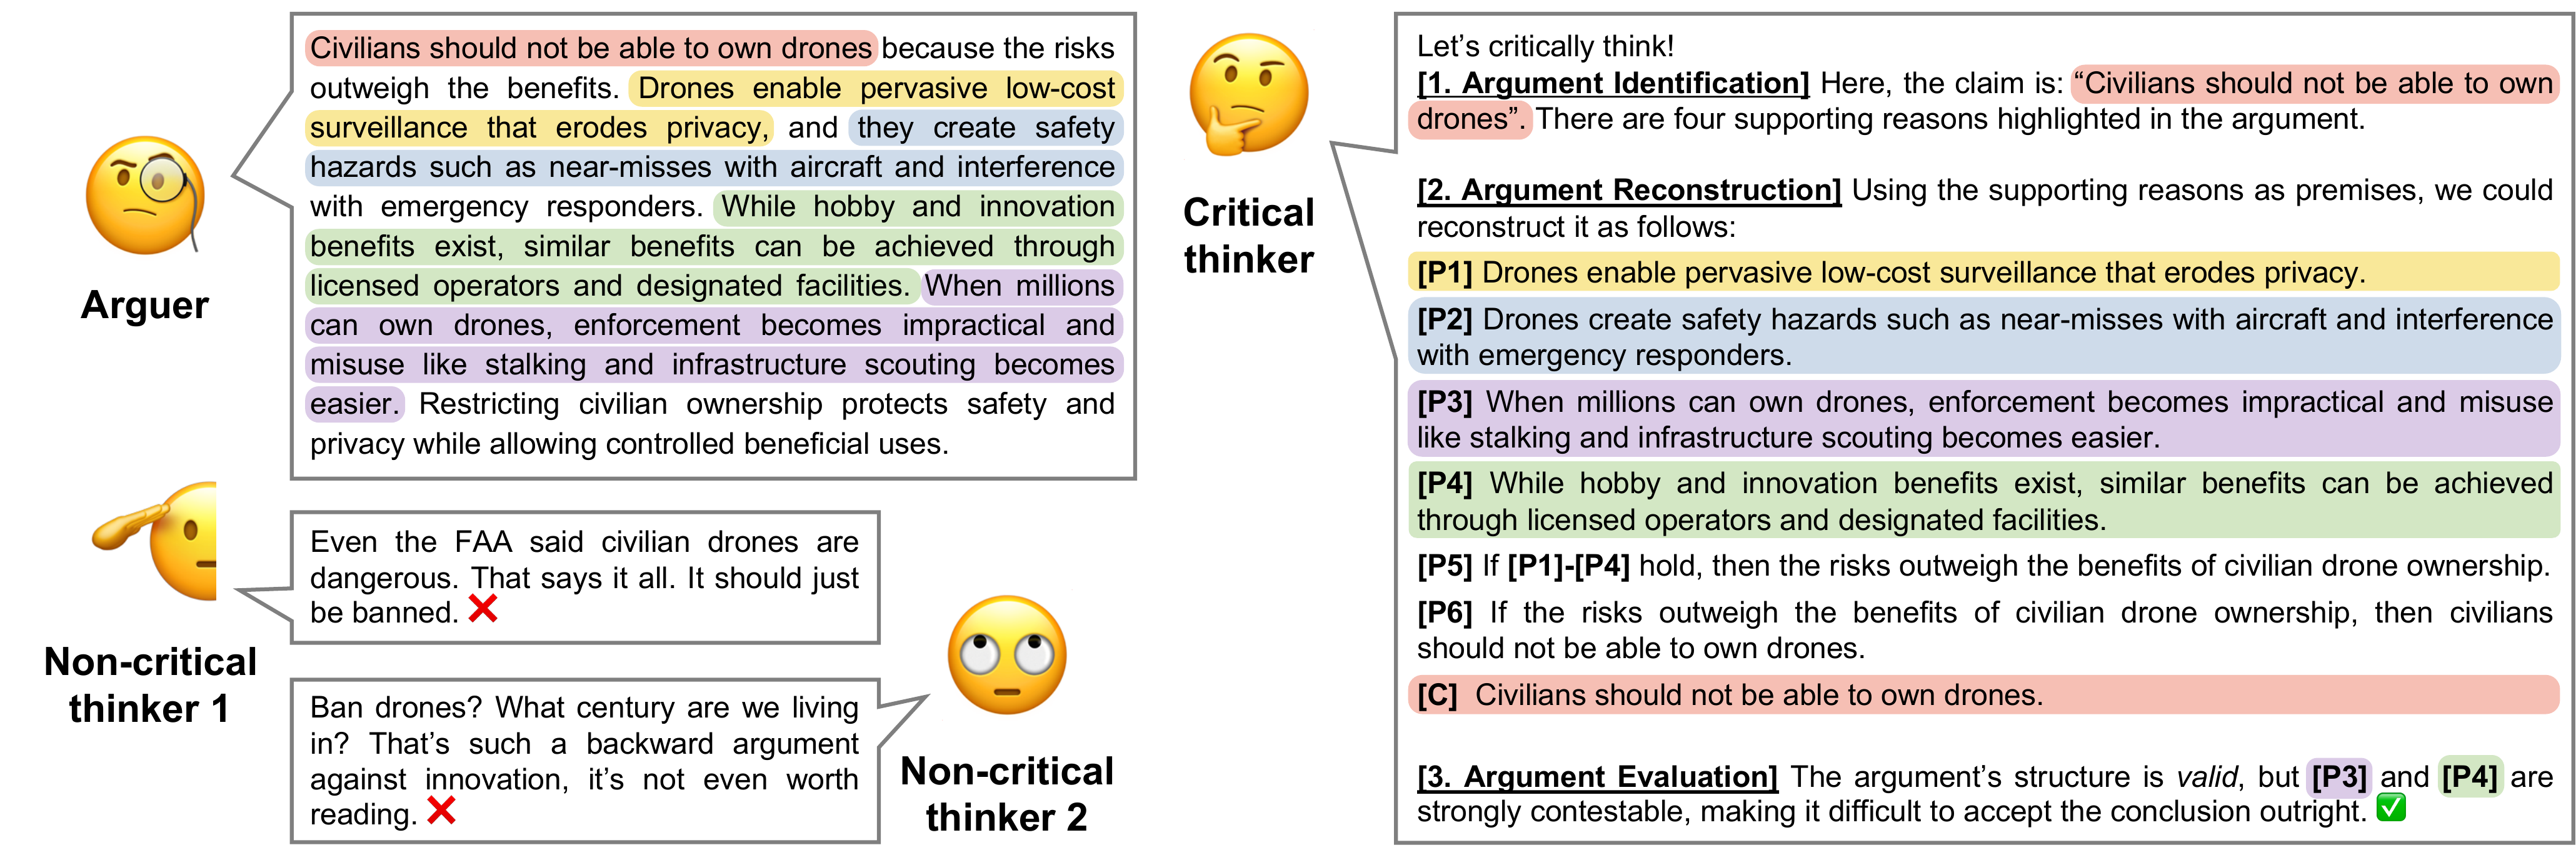 Civilians should not be able to own drones because the risks
outweigh the benefits. Drones enable pervasive low-cost
surveillance that erodes privacy, and they create safety
hazards such as near-misses with aircraft and interference
with emergency responders. While hobby and innovation
benefits exist, similar benefits can be achieved through
licensed operators and designated facilities. When millions
can own drones, enforcement becomes impractical and
misuse like stalking and infrastructure scouting becomes
easier. Restricting civilian ownership protects safety and
privacy while allowing controlled beneficial uses.
Arguer
Even the FAA said civilian drones are
dangerous. That says it all. It should just
be banned. ❌
Non-critical
thinker 1
Ban drones? What century are we living
in? That’s such a backward argument
against innovation, it’s not even worth
reading. ❌
Non-critical
thinker 2
Critical
thinker
Let’s critically think!
[1. Argument Identification] Here, the claim is: “Civilians should not be able to own
drones”. There are four supporting reasons highlighted in the argument.
[2. Argument Reconstruction] Using the supporting reasons as premises, we could
reconstruct it as follows:
[P1] Drones enable pervasive low-cost surveillance that erodes privacy.
[P2] Drones create safety hazards such as near-misses with aircraft and interference
with emergency responders.
[P3] When millions can own drones, enforcement becomes impractical and misuse
like stalking and infrastructure scouting becomes easier.
[P4] While hobby and innovation benefits exist, similar benefits can be achieved
through licensed operators and designated facilities.
[P5] If [P1]-[P4] hold, then the risks outweigh the benefits of civilian drone ownership.
[P6] If the risks outweigh the benefits of civilian drone ownership, then civilians
should not be able to own drones.
[C] Civilians should not be able to own drones.
[3. Argument Evaluation] The argument’s structure is valid, but [P3] and [P4] are
strongly contestable, making it difficult to accept the conclusion outright. ✅